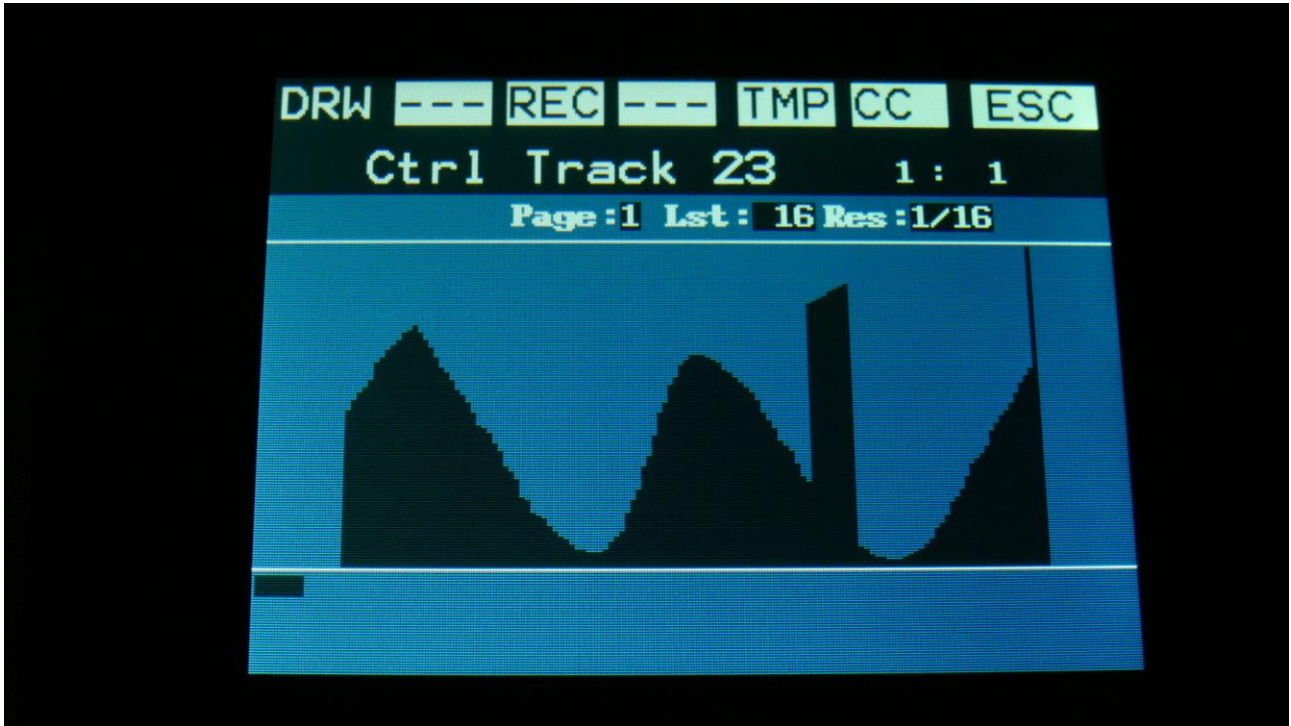 DRW --- REC --- TMP CC ESC
Ctrl Track 23 1: 1
Page:1 Lst: 16 Res:1/16